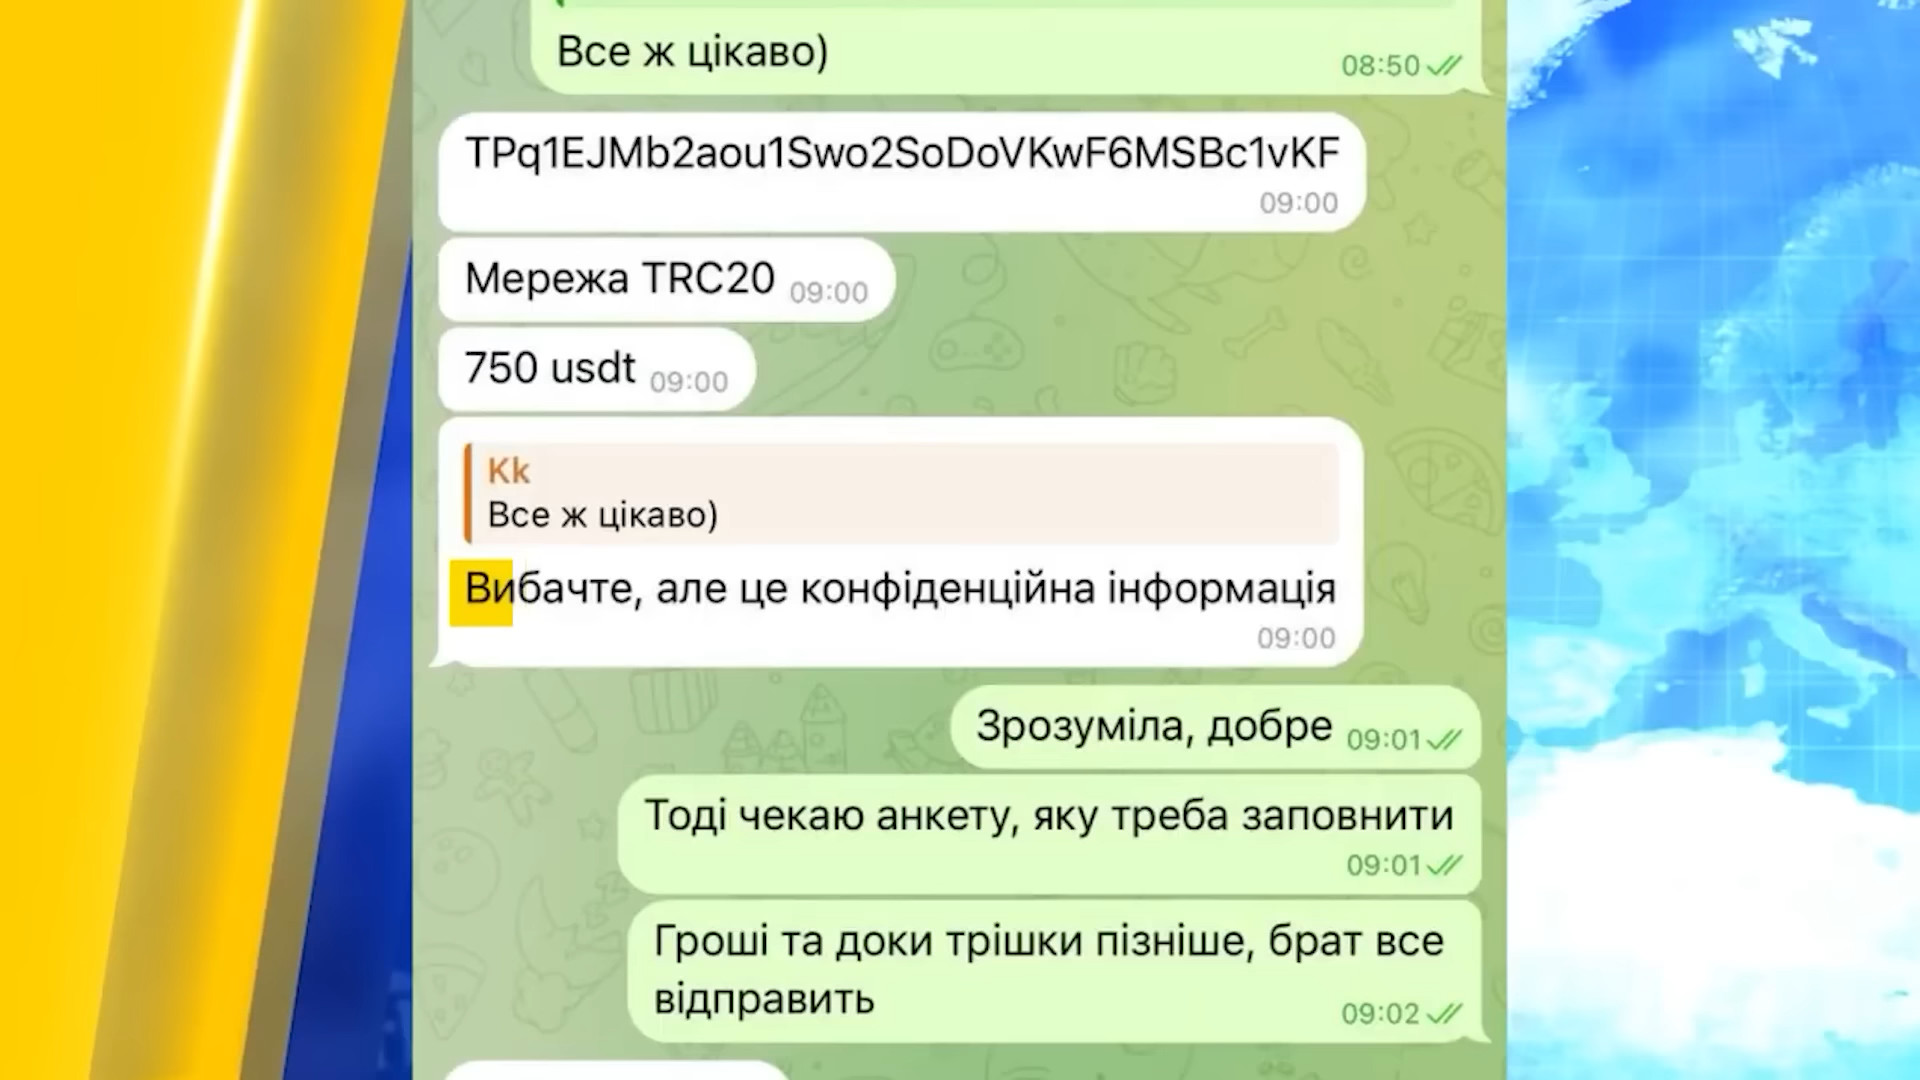 Все ж цікаво)
08:50
TPq1EJMb2aou1Swo2SoDoVKwF6MSBc1vKF
09:00
Мережа TRC20 09:00
750 usdt 09:00
Kk
Все ж цікаво)
Вибачте, але це конфіденційна інформація
09:00
Зрозуміла, добре 09:01
Тоді чекаю анкету, яку треба заповнити
09:01
Гроші та доки трішки пізніше, брат все
відправить
09:02